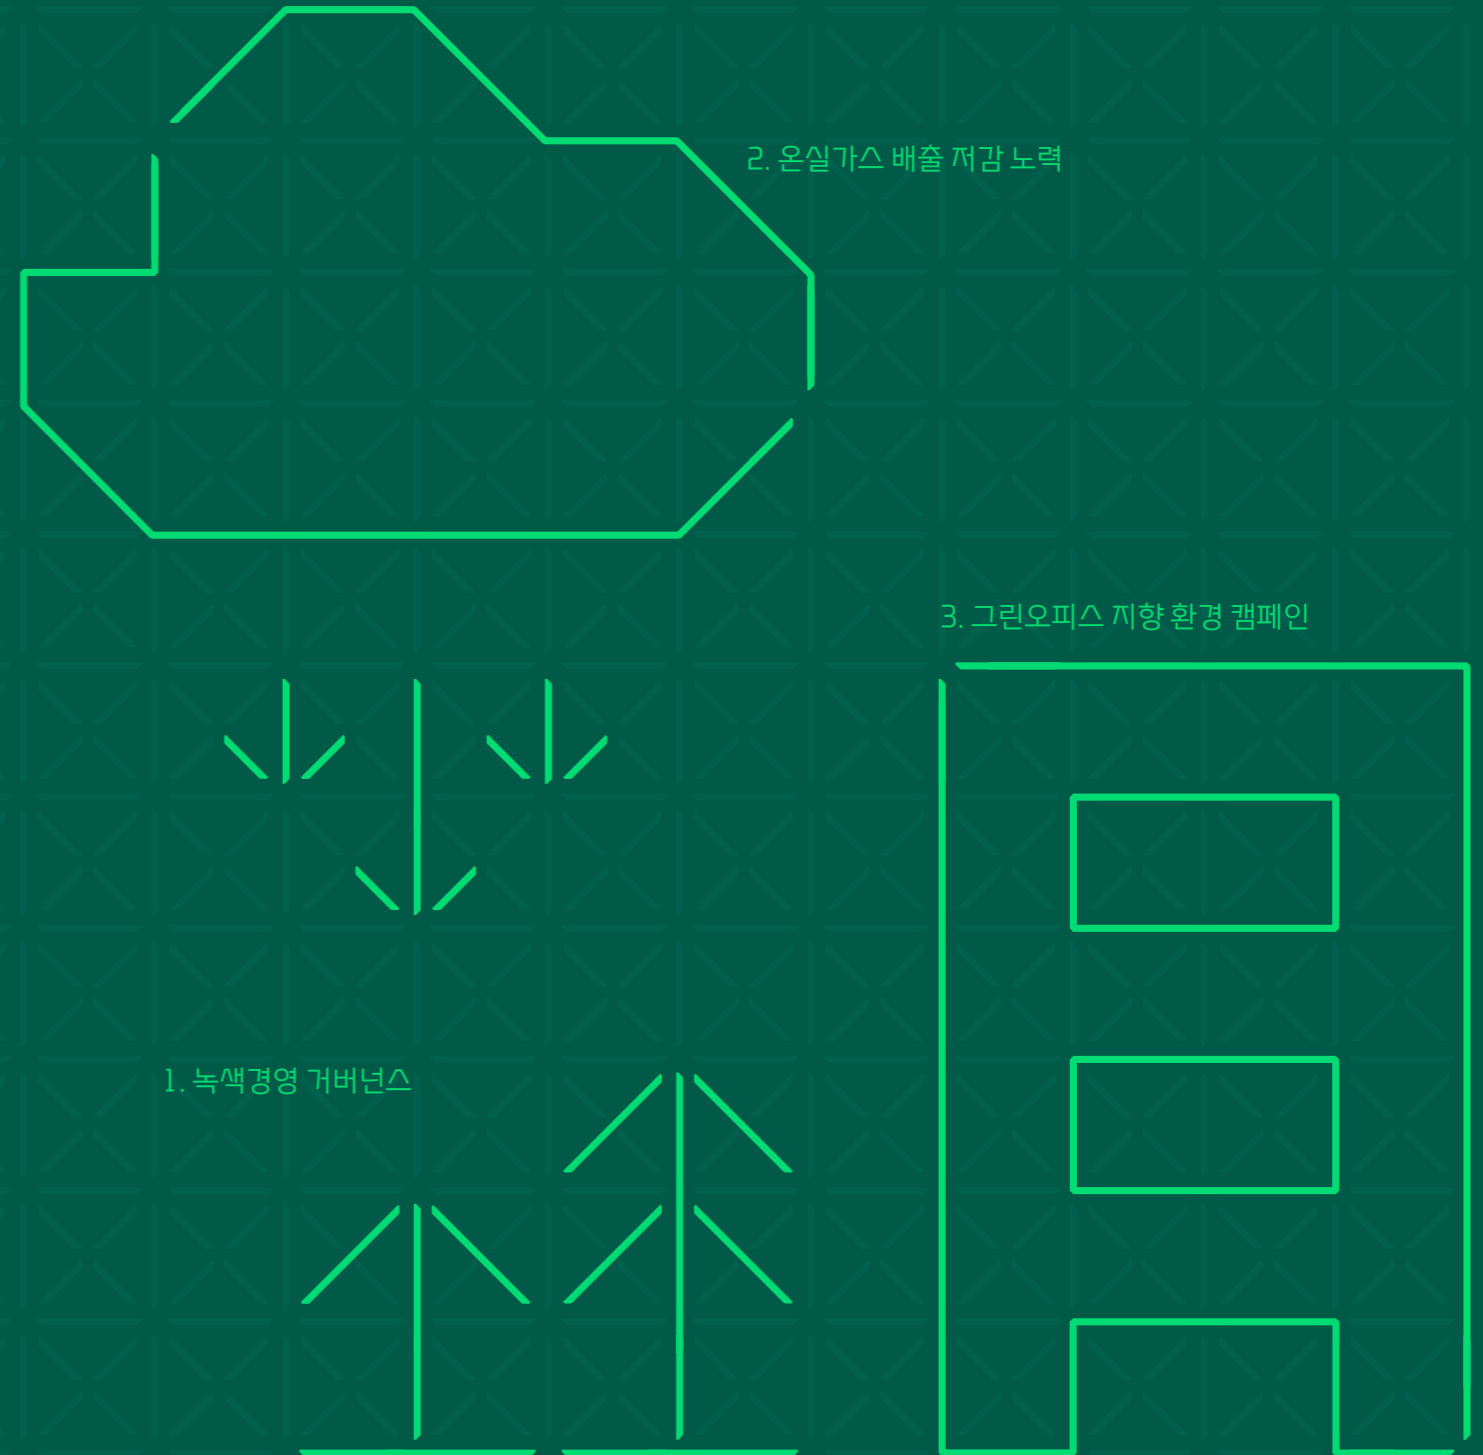 2. 온실가스 배출 저감 노력
3. 그린오피스 지향 환경 캠페인
1. 녹색경영 거버넌스